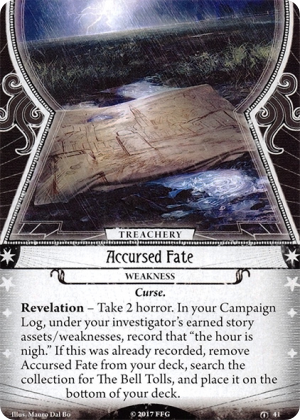 TREACHERY
Accursed Fate
WEAKNESS
Curse.
Revelation – Take 2 horror. In your Campaign
Log, under your investigator's earned story
assets/weaknesses, record that "the hour is
nigh." If this was already recorded, remove
Accursed Fate from your deck, search the
collection for The Bell Tolls, and place it on the
bottom of your deck.
Illus. Mauro Dal Bo
© 2017 FFG
41